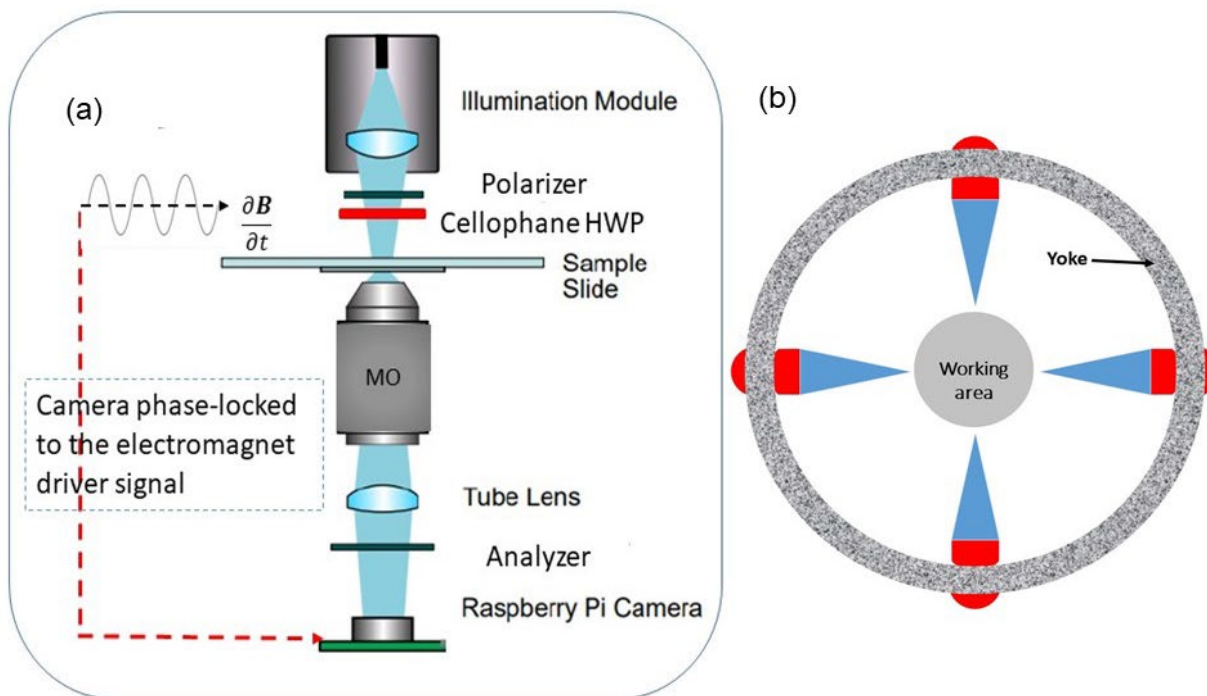 (a)
Illumination Module
Polarizer
Cellophane HWP
∂B
∂t
Sample
Slide
MO
Camera phase-locked
to the electromagnet
driver signal
Tube Lens
Analyzer
Raspberry Pi Camera
(b)
Yoke
Working
area